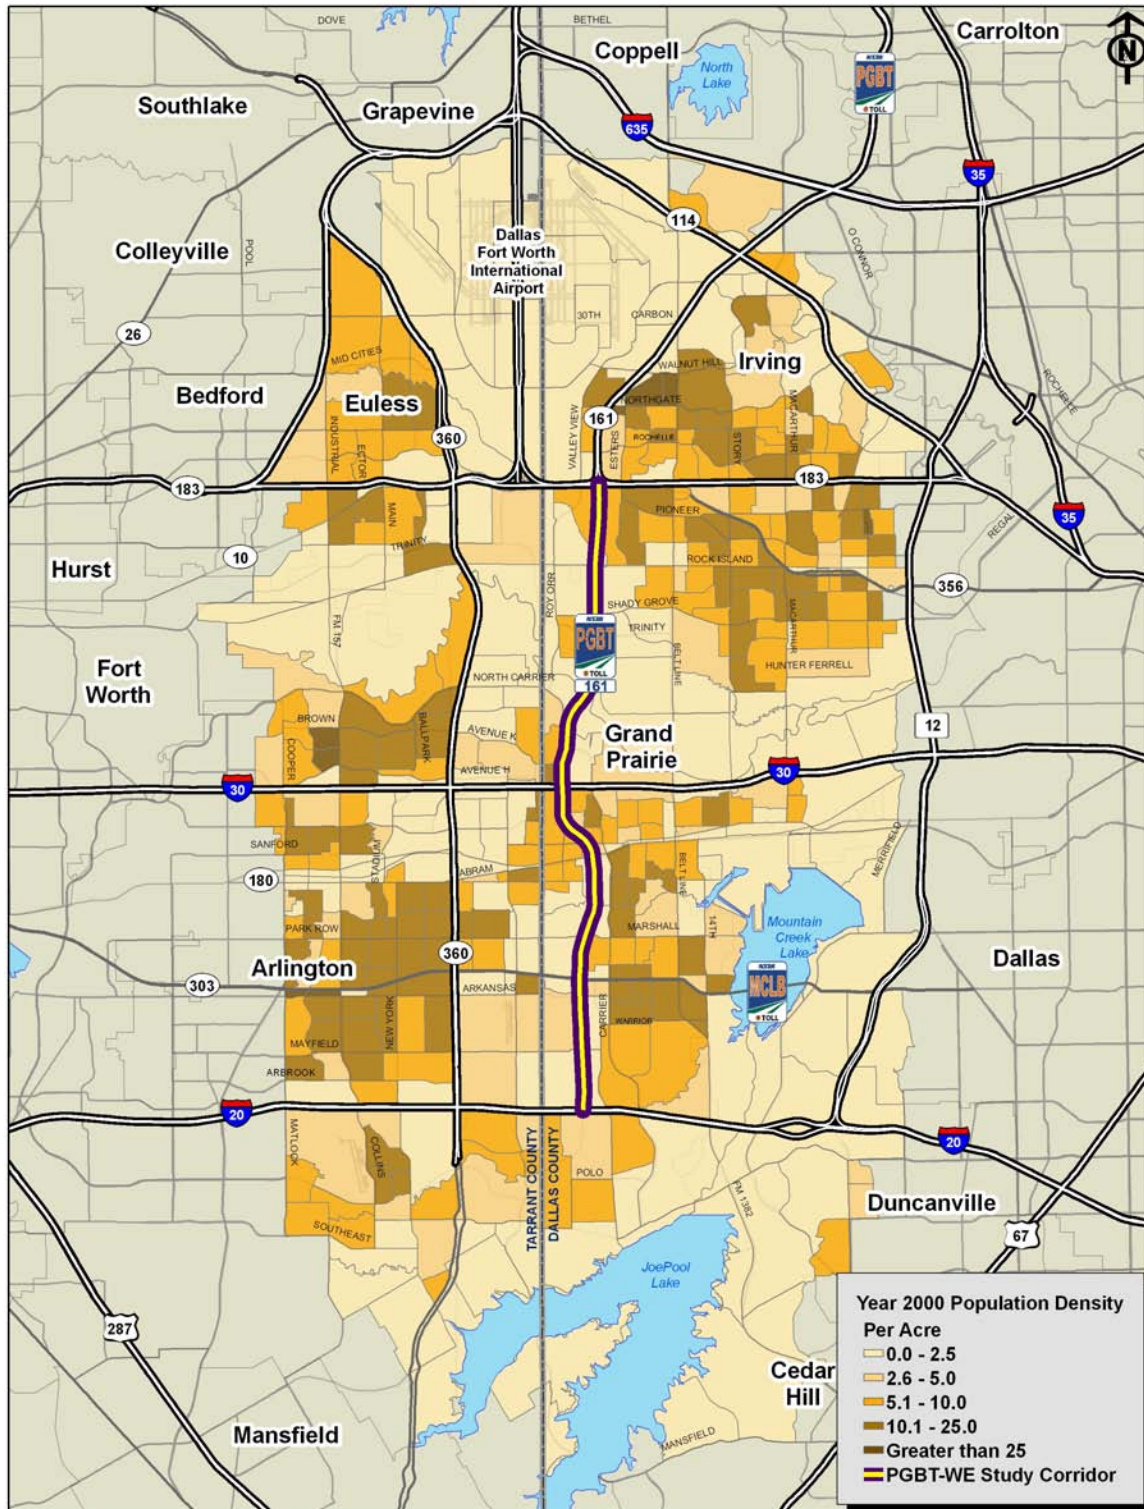 DOVE
BETHEL
Coppell
Carrolton
N
North
Lake
NTTA
PGBT
TOLL
Southlake
Grapevine
635
35
114
Colleyville
POOL
Dallas
Fort Worth
International
Airport
O CONNOR
26
30TH
CARBON
MID CITIES
WALNUT HILL
Irving
Bedford
Euless
NORTHGATE
MACARTHUR
ROCHELLE
INDUSTRIAL
ECTOR
360
VALLEY VIEW
161
ESTERS
ROCHELLE
STORY
183
183
MAIN
PIONEER
35
REGAL
TRINITY
10
Hurst
ROCK ISLAND
356
ROY ORR
SHADY GROVE
FM 157
NTTA
PGBT
TOLL
161
TRINITY
MACARTHUR
BELT LINE
HUNTER FERRELL
Fort
Worth
NORTH CARRIER
BROWN
BALLPARK
AVENUE K
Grand
Prairie
12
COOPER
AVENUE H
30
30
SANFORD
STADIUM
MERRIFIELD
ABRAM
BELT LINE
180
PARK ROW
MARSHALL
14TH
Mountain
Creek
Lake
Arlington
360
Dallas
303
ARKANSAS
NTTA
MCLB
TOLL
NEW YORK
CARRIER
WARRIOR
MAYFIELD
ARBROOK
20
20
MATLOCK
COLLINS
TARRANT COUNTY
DALLAS COUNTY
POLO
FM 1382
Duncanville
SOUTHEAST
67
JoePool
Lake
287
Cedar
Hill
Mansfield
MANSFIELD
Year 2000 Population Density
Per Acre
0.0 - 2.5
2.6 - 5.0
5.1 - 10.0
10.1 - 25.0
Greater than 25
PGBT-WE Study Corridor